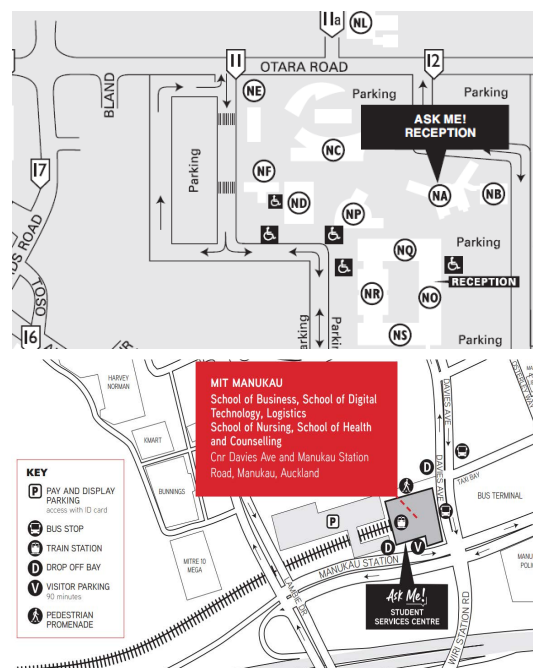 11a
NL
11
OTARA ROAD
12
BLAND
NE
Parking
Parking
ASK ME!
RECEPTION
NC
17
Parking
NF
ND
NA
NB
NP
NQ
Parking
RECEPTION
NR
NO
OTSO
16
NS
Parking
HARVEY
NORMAN
KMART
BUNNINGS
MITRE 10
MEGA
MIT MANUKAU
School of Business, School of Digital
Technology, Logistics
School of Nursing, School of Health
and Counselling
Cnr Davies Ave and Manukau Station
Road, Manukau, Auckland
DAVIES AVE
DAVIES AVE
TAXI BAY
BUS TERMINAL
D
P
D
V
MANUKAU STATION
LAMBIE DR
WIRI STATION RD
Ask Me!
STUDENT
SERVICES CENTRE
KEY
P PAY AND DISPLAY
PARKING
access with ID card
BUS STOP
TRAIN STATION
D DROP OFF BAY
V VISITOR PARKING
90 minutes
PEDESTRIAN
PROMENADE